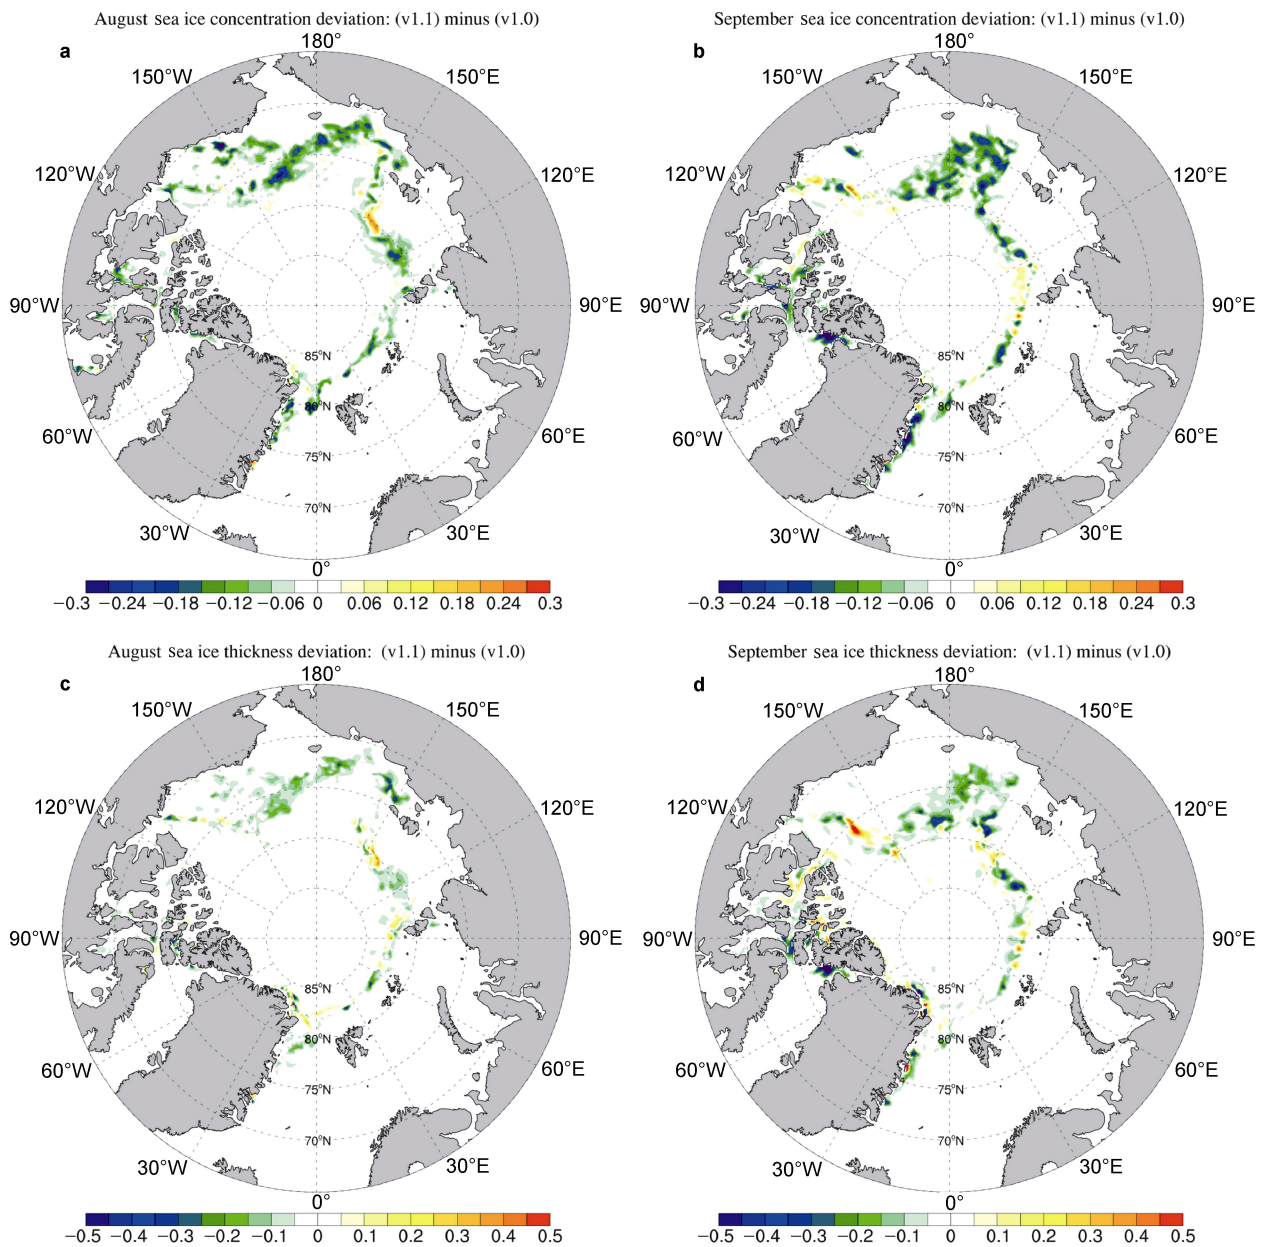 August sea ice concentration deviation: (v1.1) minus (v1.0)
a
180°
150°W
150°E
120°W
120°E
90°W
90°E
85°N
80°N
60°W
60°E
75°N
70°N
30°W
30°E
0°
−0.3 −0.24 −0.18 −0.12 −0.06 0 0.06 0.12 0.18 0.24 0.3
September sea ice concentration deviation: (v1.1) minus (v1.0)
b
180°
150°W
150°E
120°W
120°E
90°W
90°E
85°N
80°N
60°W
60°E
75°N
70°N
30°W
30°E
0°
−0.3 −0.24 −0.18 −0.12 −0.06 0 0.06 0.12 0.18 0.24 0.3
August sea ice thickness deviation: (v1.1) minus (v1.0)
c
180°
150°W
150°E
120°W
120°E
90°W
90°E
85°N
80°N
60°W
60°E
75°N
70°N
30°W
30°E
0°
−0.5 −0.4 −0.3 −0.2 −0.1 0 0.1 0.2 0.3 0.4 0.5
September sea ice thickness deviation: (v1.1) minus (v1.0)
d
180°
150°W
150°E
120°W
120°E
90°W
90°E
85°N
80°N
60°W
60°E
75°N
70°N
30°W
30°E
0°
−0.5 −0.4 −0.3 −0.2 −0.1 0 0.1 0.2 0.3 0.4 0.5